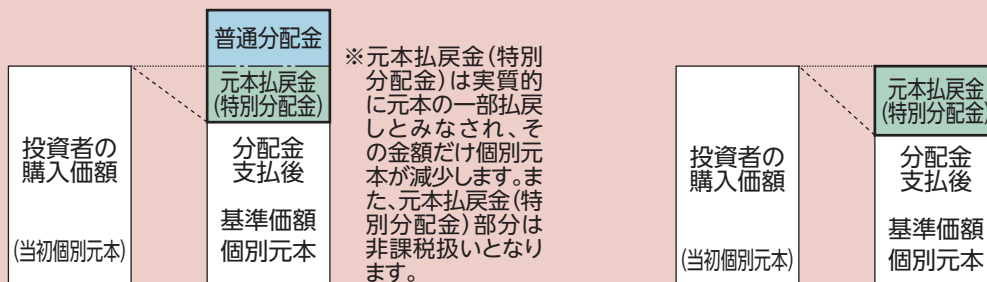 普通分配金
元本払戻金
(特別分配金)
投資者の
購入価額
(当初個別元本)
分配金
支払後
基準価額
個別元本
※元本払戻金(特別
分配金)は実質的
に元本の一部払戻
しとみなされ、そ
の金額だけ個別元
本が減少します。ま
た、元本払戻金(特
別分配金)部分は
非課税扱いとなり
ます。
投資者の
購入価額
(当初個別元本)
元本払戻金
(特別分配金)
分配金
支払後
基準価額
個別元本